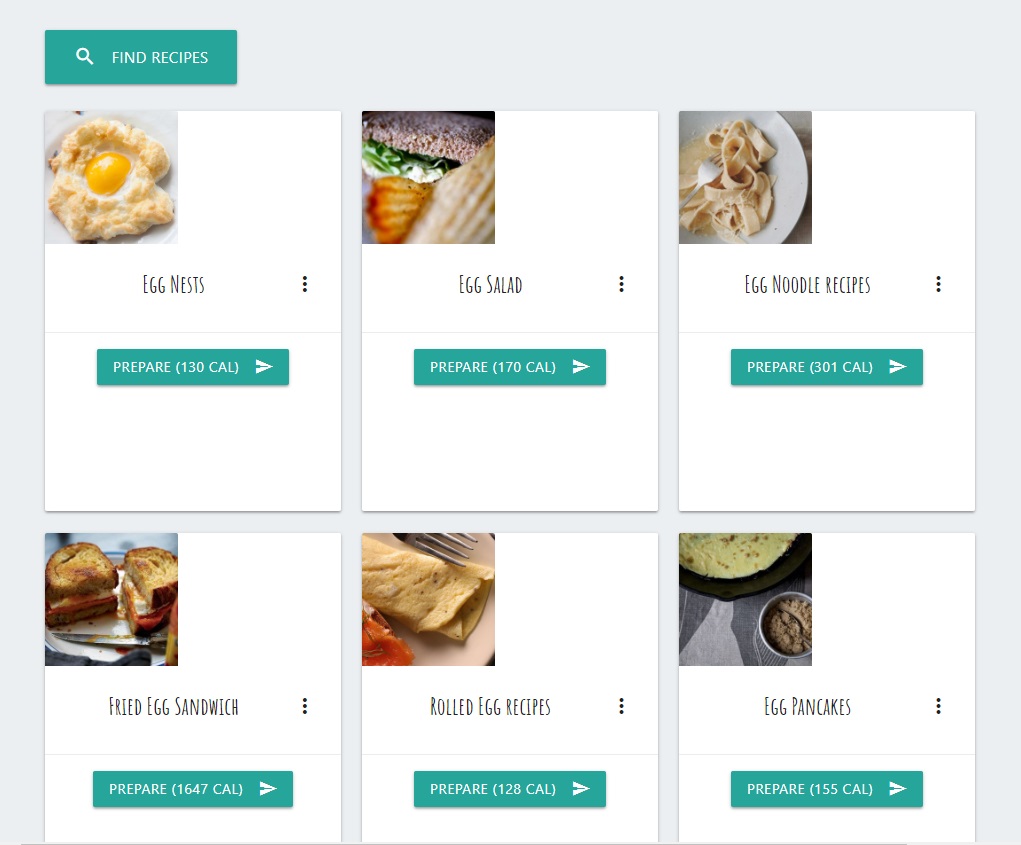 FIND RECIPES
Egg Nests
Egg Salad
Egg Noodle recipes
PREPARE (130 CAL)
PREPARE (170 CAL)
PREPARE (301 CAL)
Fried Egg Sandwich
Rolled Egg recipes
Egg Pancakes
PREPARE (1647 CAL)
PREPARE (128 CAL)
PREPARE (155 CAL)